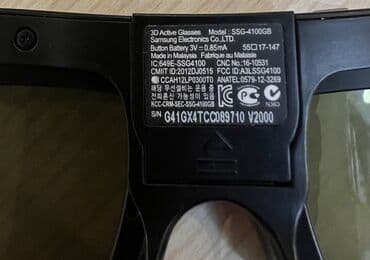 3D Active Glasses Model : SSG-4100GB
Samsung Electronics Co.,LTD.
Button Battery 3V⎓0.85mA 55C17-147
Made in Malaysia Fabriqué au Malaisie
IC:649E-SSG4100 CNC No:16-10531
CMIIT ID:2012DJ0515 FCC ID:A3LSSG4100
CCAH12LP0300T0 ANATEL:0579-12-3269
해당 무선설비는 운용 중
전파혼신 가능성이 있음
KCC-CRM-SEC-SSG-4100GB
N363
S/N G41GX4TCC089710 V2000